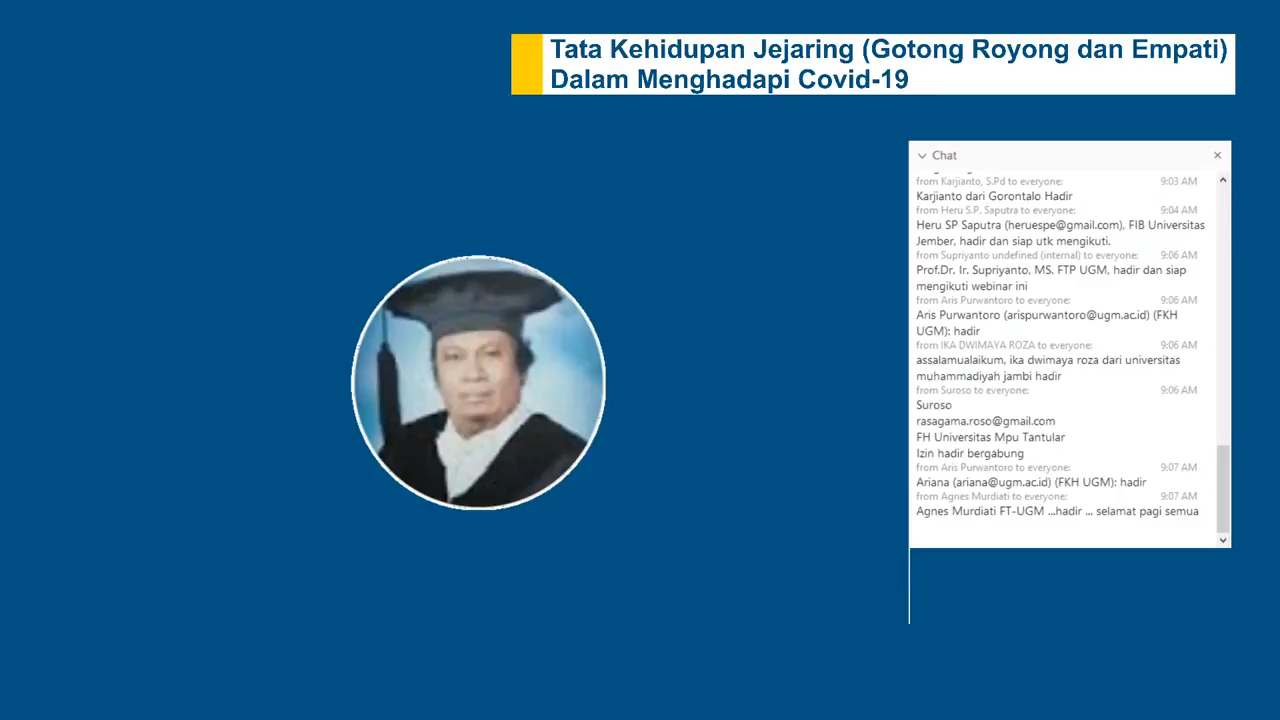 Tata Kehidupan Jejaring (Gotong Royong dan Empati)
Dalam Menghadapi Covid-19
Chat
from Karjianto, S.Pd to everyone: 9:03 AM
Karjianto dari Gorontalo Hadir
from Heru S.P. Saputra to everyone: 9:04 AM
Heru SP Saputra (heruespe@gmail.com), FIB Universitas
Jember, hadir dan siap utk mengikuti.
from Supriyanto undefined (internal) to everyone: 9:06 AM
Prof.Dr. Ir. Supriyanto, MS. FTP UGM, hadir dan siap
mengikuti webinar ini
from Aris Purwantoro to everyone: 9:06 AM
Aris Purwantoro (arispurwantoro@ugm.ac.id) (FKH
UGM): hadir
from IKA DWIMAYA ROZA to everyone: 9:06 AM
assalamualaikum, ika dwimaya roza dari universitas
muhammadiyah jambi hadir
from Suroso to everyone: 9:06 AM
Suroso
rasagama.roso@gmail.com
FH Universitas Mpu Tantular
Izin hadir bergabung
from Aris Purwantoro to everyone: 9:07 AM
Ariana (ariana@ugm.ac.id) (FKH UGM): hadir
from Agnes Murdiati to everyone: 9:07 AM
Agnes Murdiati FT-UGM ...hadir ... selamat pagi semua